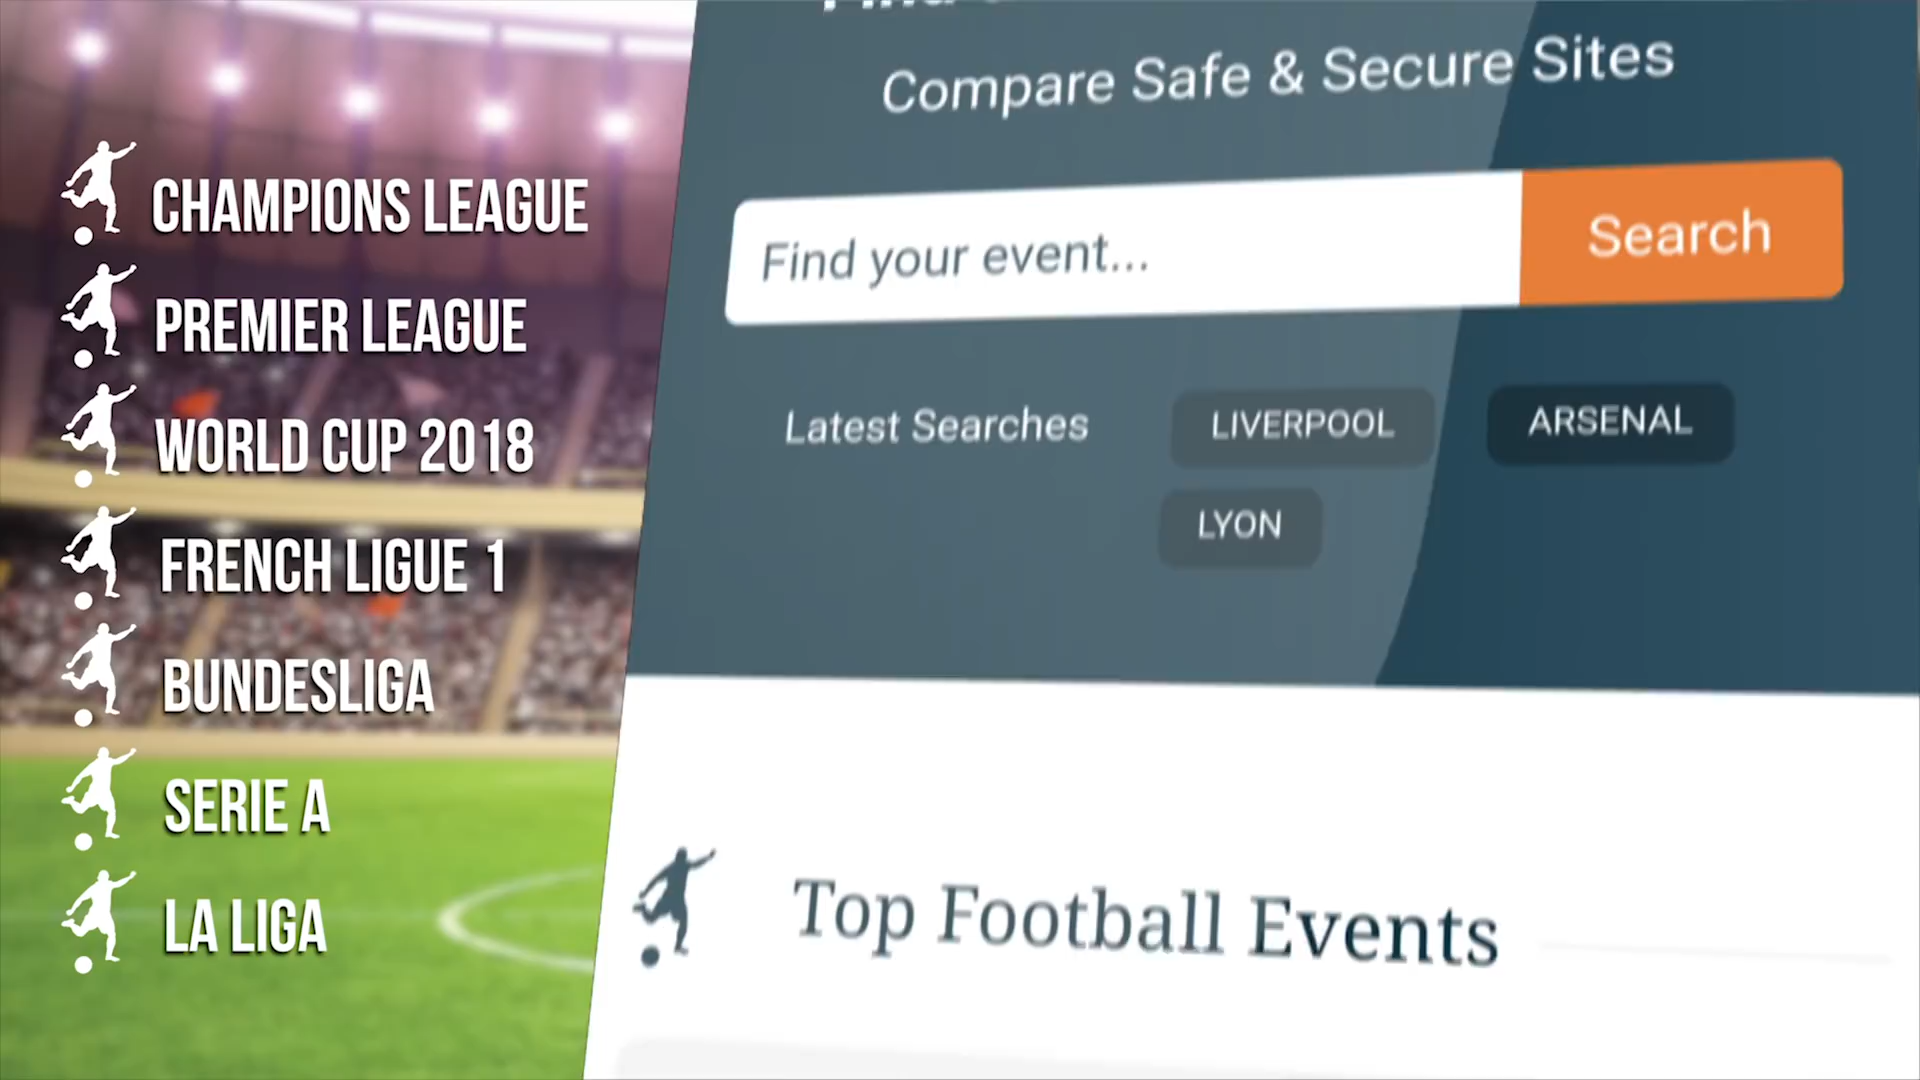 CHAMPIONS LEAGUE
PREMIER LEAGUE
WORLD CUP 2018
FRENCH LIGUE 1
BUNDESLIGA
SERIE A
LA LIGA
Compare Safe & Secure Sites
Find your event...
Search
Latest Searches
LIVERPOOL
ARSENAL
LYON
Top Football Events